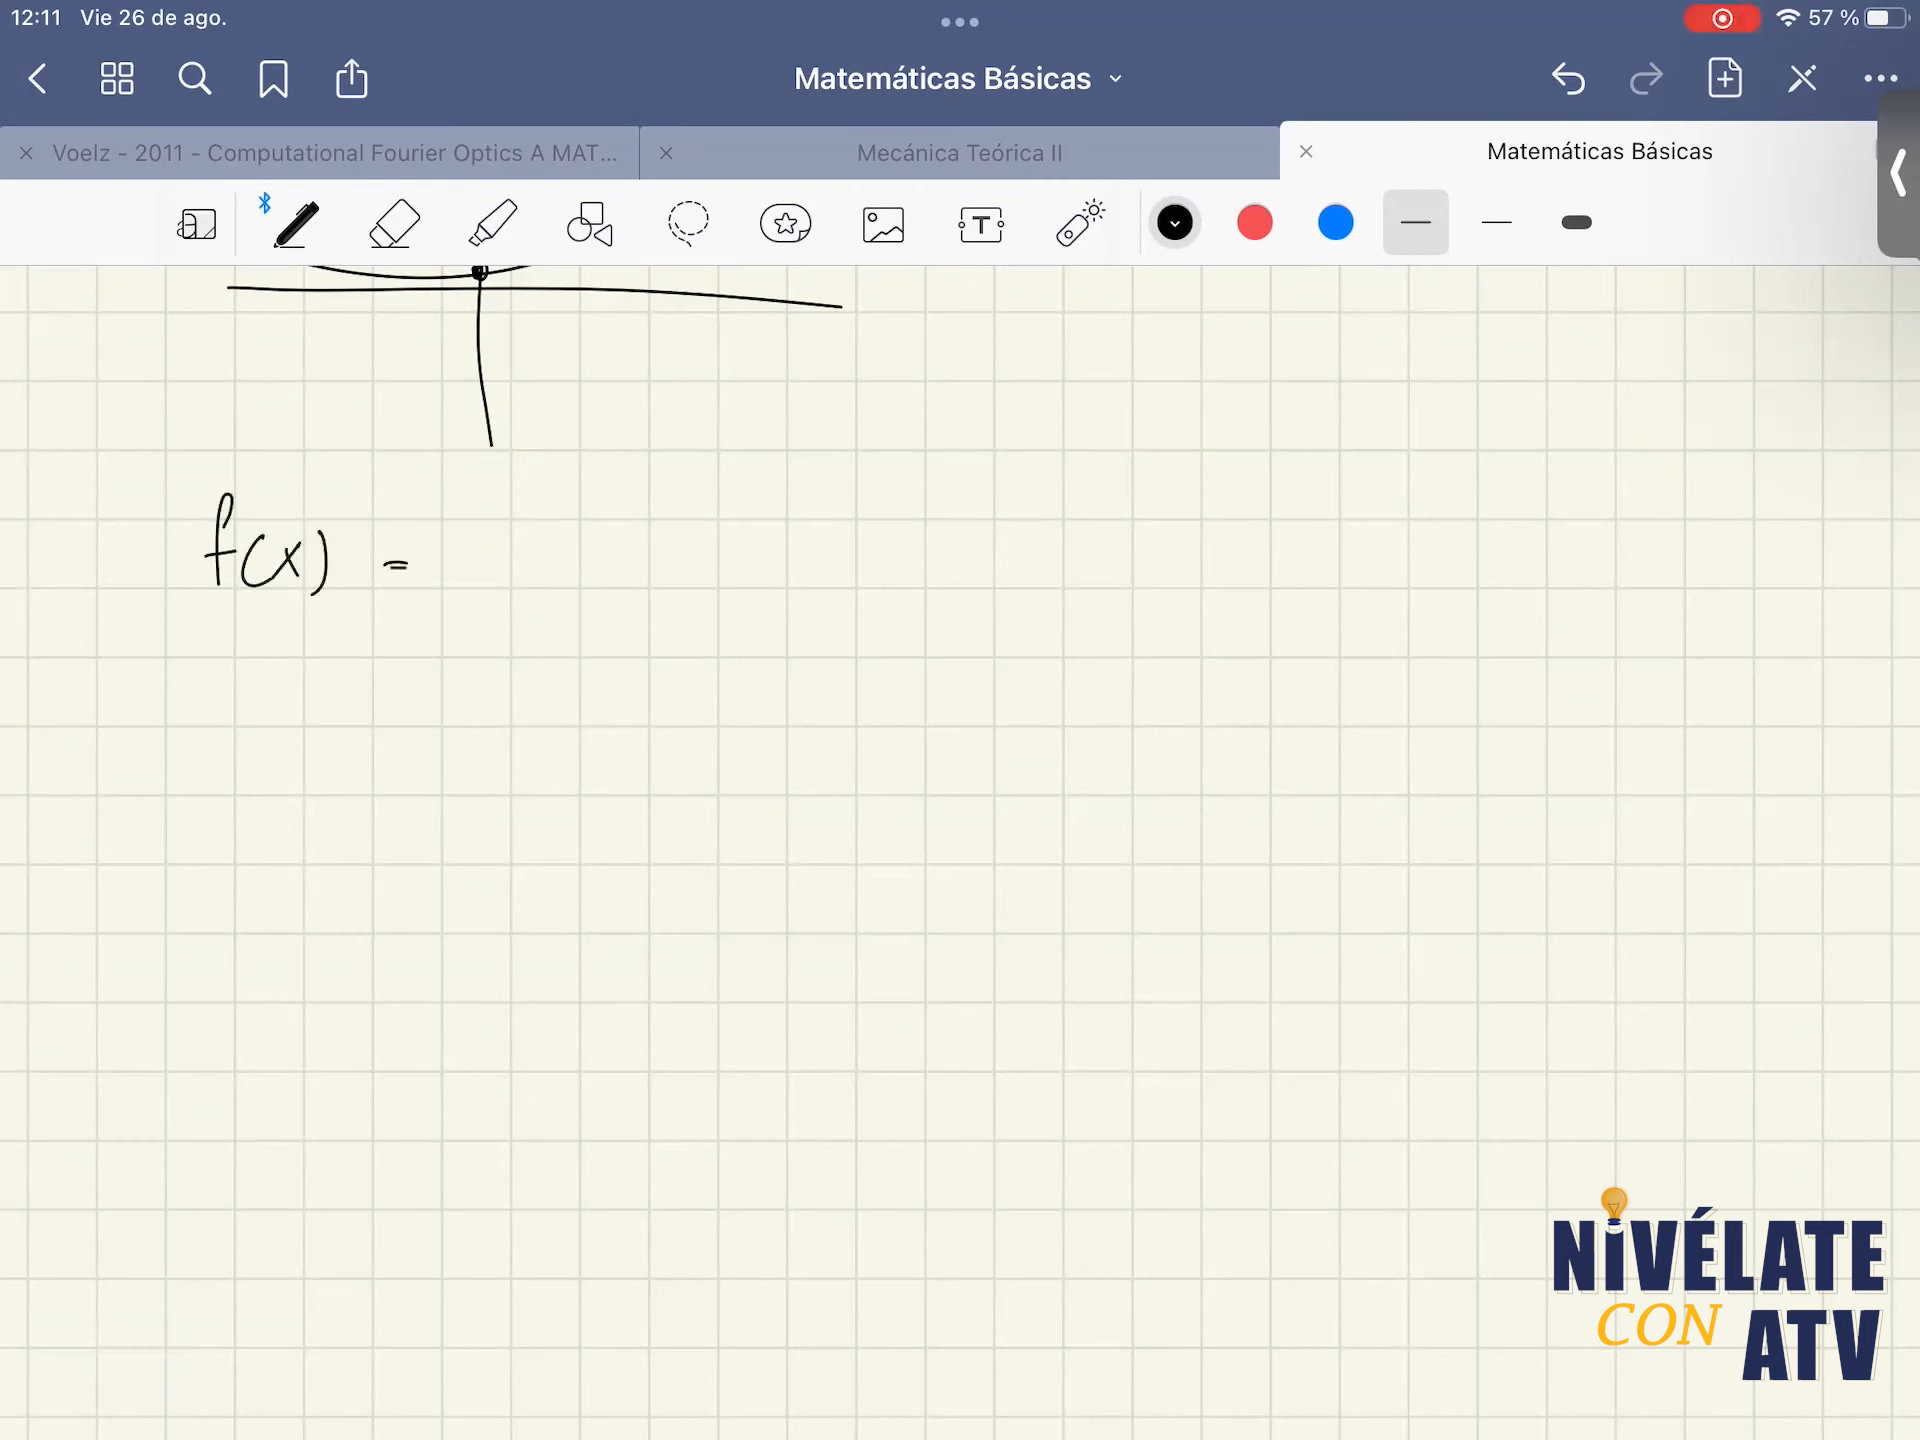 12:11 Vie 26 de ago. 57 %
Matemáticas Básicas
Voelz - 2011 - Computational Fourier Optics A MAT... Mecánica Teórica II Matemáticas Básicas
a T
f(x) =
NIVÉLATE
CON
ATV